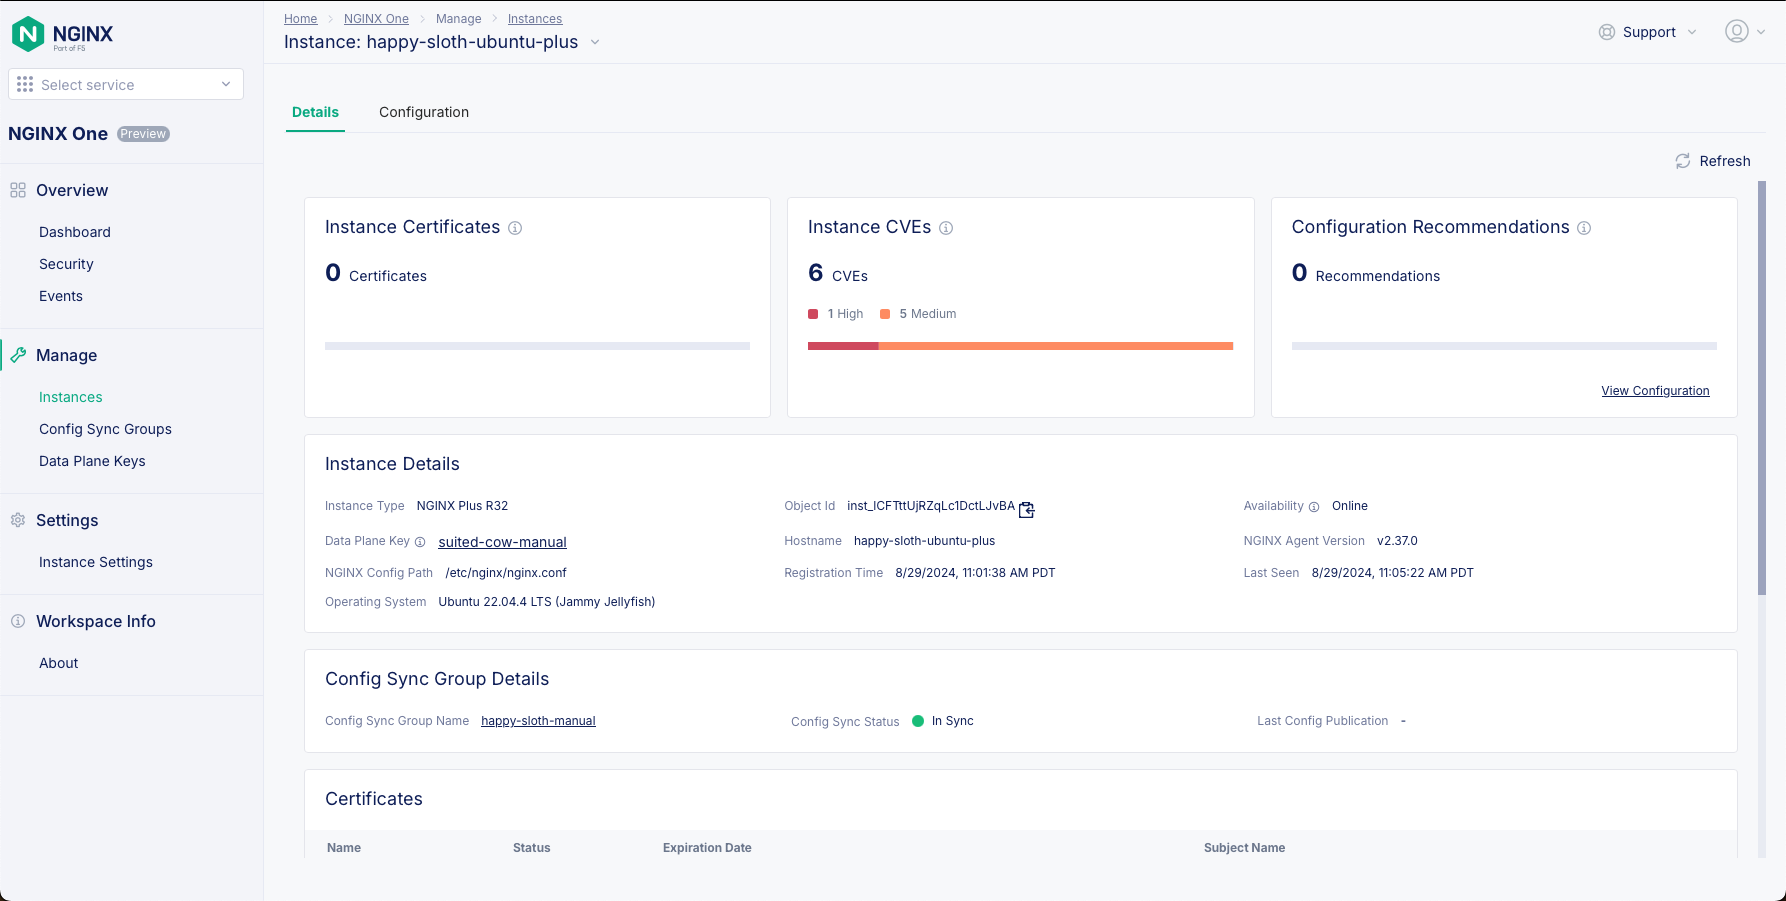 NGINX
Part of F5
Select service
NGINX One Preview
Overview
Dashboard
Security
Events
Manage
Instances
Config Sync Groups
Data Plane Keys
Settings
Instance Settings
Workspace Info
About
Home > NGINX One > Manage > Instances
Instance: happy-sloth-ubuntu-plus
Support
Details Configuration
Refresh
Instance Certificates
0 Certificates
Instance CVEs
6 CVEs
1 High 5 Medium
Configuration Recommendations
0 Recommendations
View Configuration
Instance Details
Instance Type NGINX Plus R32
Object Id inst_ICFTttUjRZqLc1DctLJvBA
Availability Online
Data Plane Key suited-cow-manual
Hostname happy-sloth-ubuntu-plus
NGINX Agent Version v2.37.0
NGINX Config Path /etc/nginx/nginx.conf
Registration Time 8/29/2024, 11:01:38 AM PDT
Last Seen 8/29/2024, 11:05:22 AM PDT
Operating System Ubuntu 22.04.4 LTS (Jammy Jellyfish)
Config Sync Group Details
Config Sync Group Name happy-sloth-manual
Config Sync Status In Sync
Last Config Publication -
Certificates
Name Status Expiration Date Subject Name